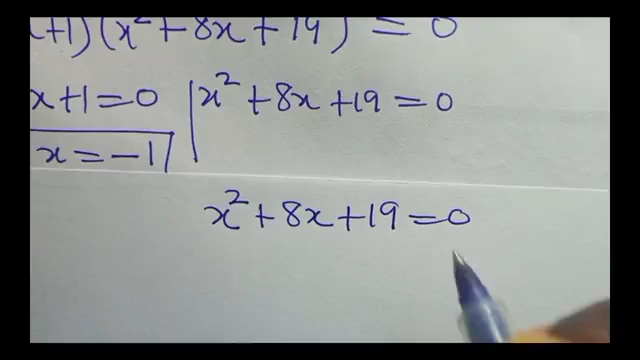 x+1)(x² + 8x + 19) = 0
x+1=0 | x² + 8x + 19 = 0
x = -1
x² + 8x + 19 = 0